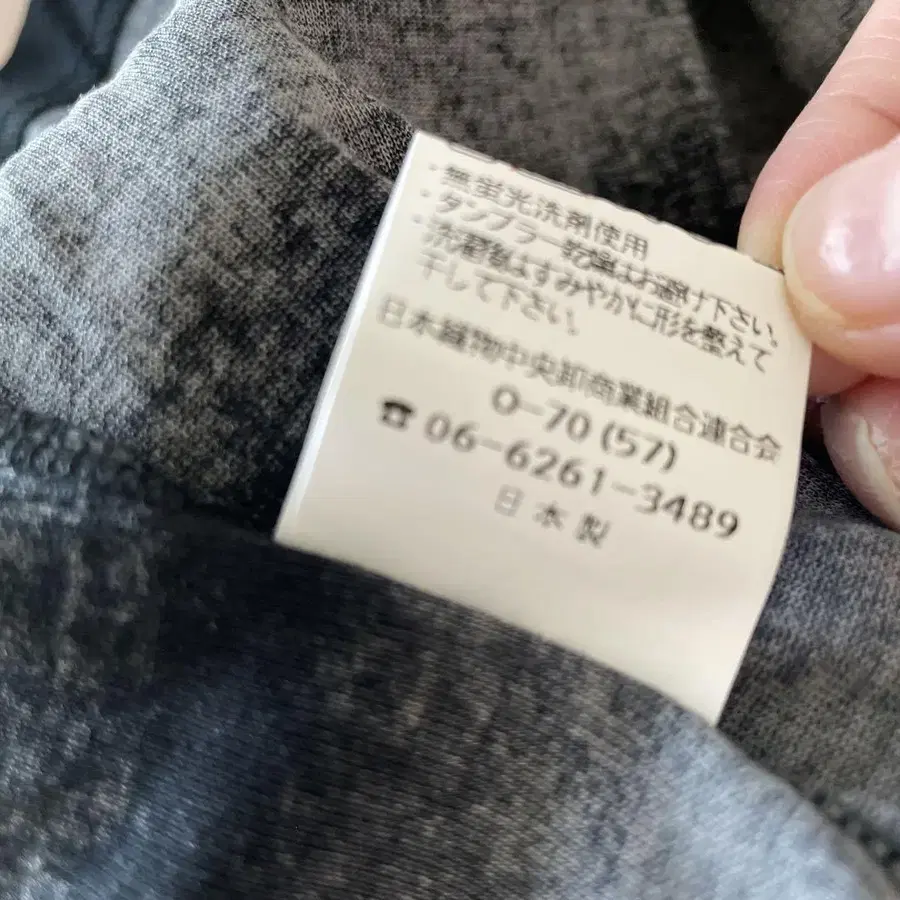 ・無蛍光洗剤使用
・タンブラー乾燥はお避け下さい。
・洗濯後はすみやかに形を整えて
干して下さい。
日本織物中央卸商業組合連合会
O-70(57)
☎06-6261-3489
日本製